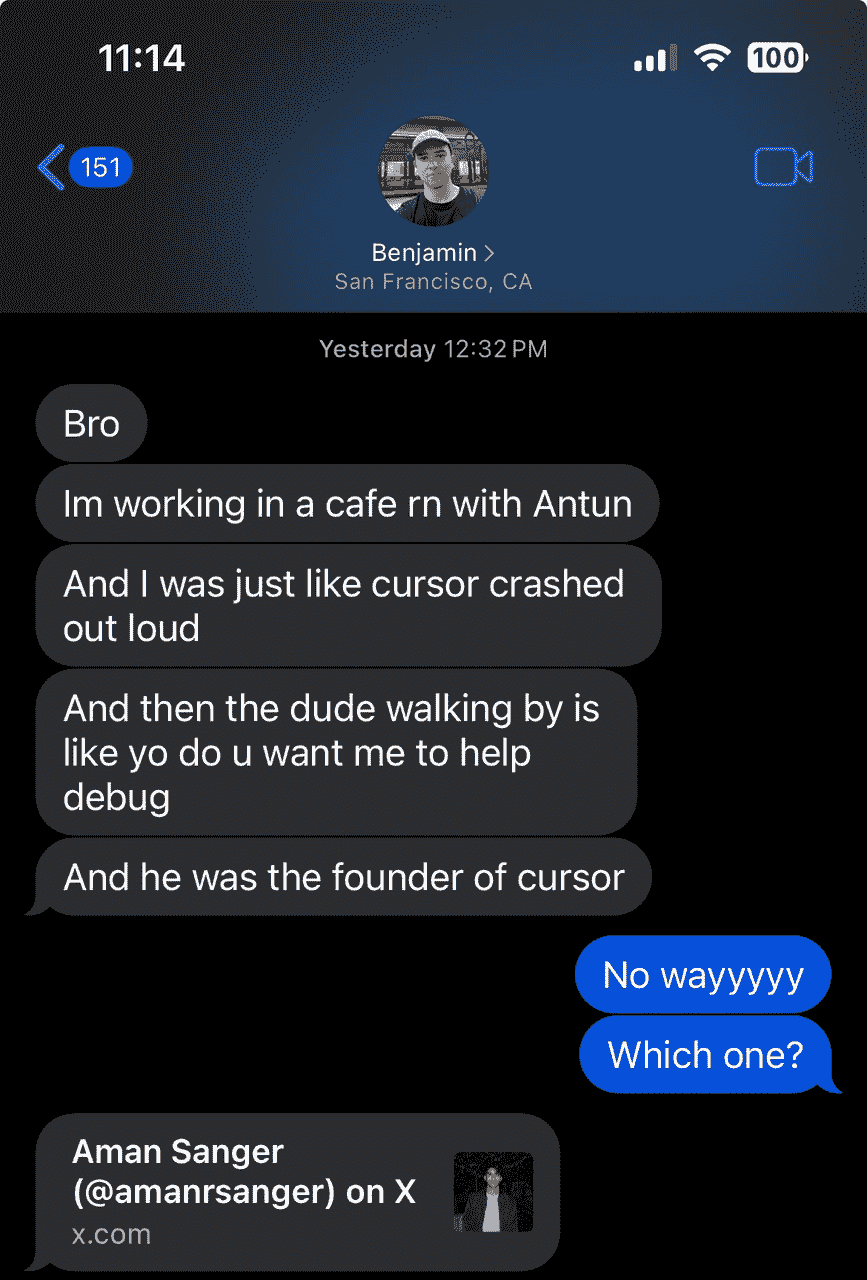 11:14
100
151
Benjamin >
San Francisco, CA
Yesterday 12:32 PM
Bro
Im working in a cafe rn with Antun
And I was just like cursor crashed
out loud
And then the dude walking by is
like yo do u want me to help
debug
And he was the founder of cursor
No wayyyyy
Which one?
Aman Sanger
(@amanrsanger) on X
x.com